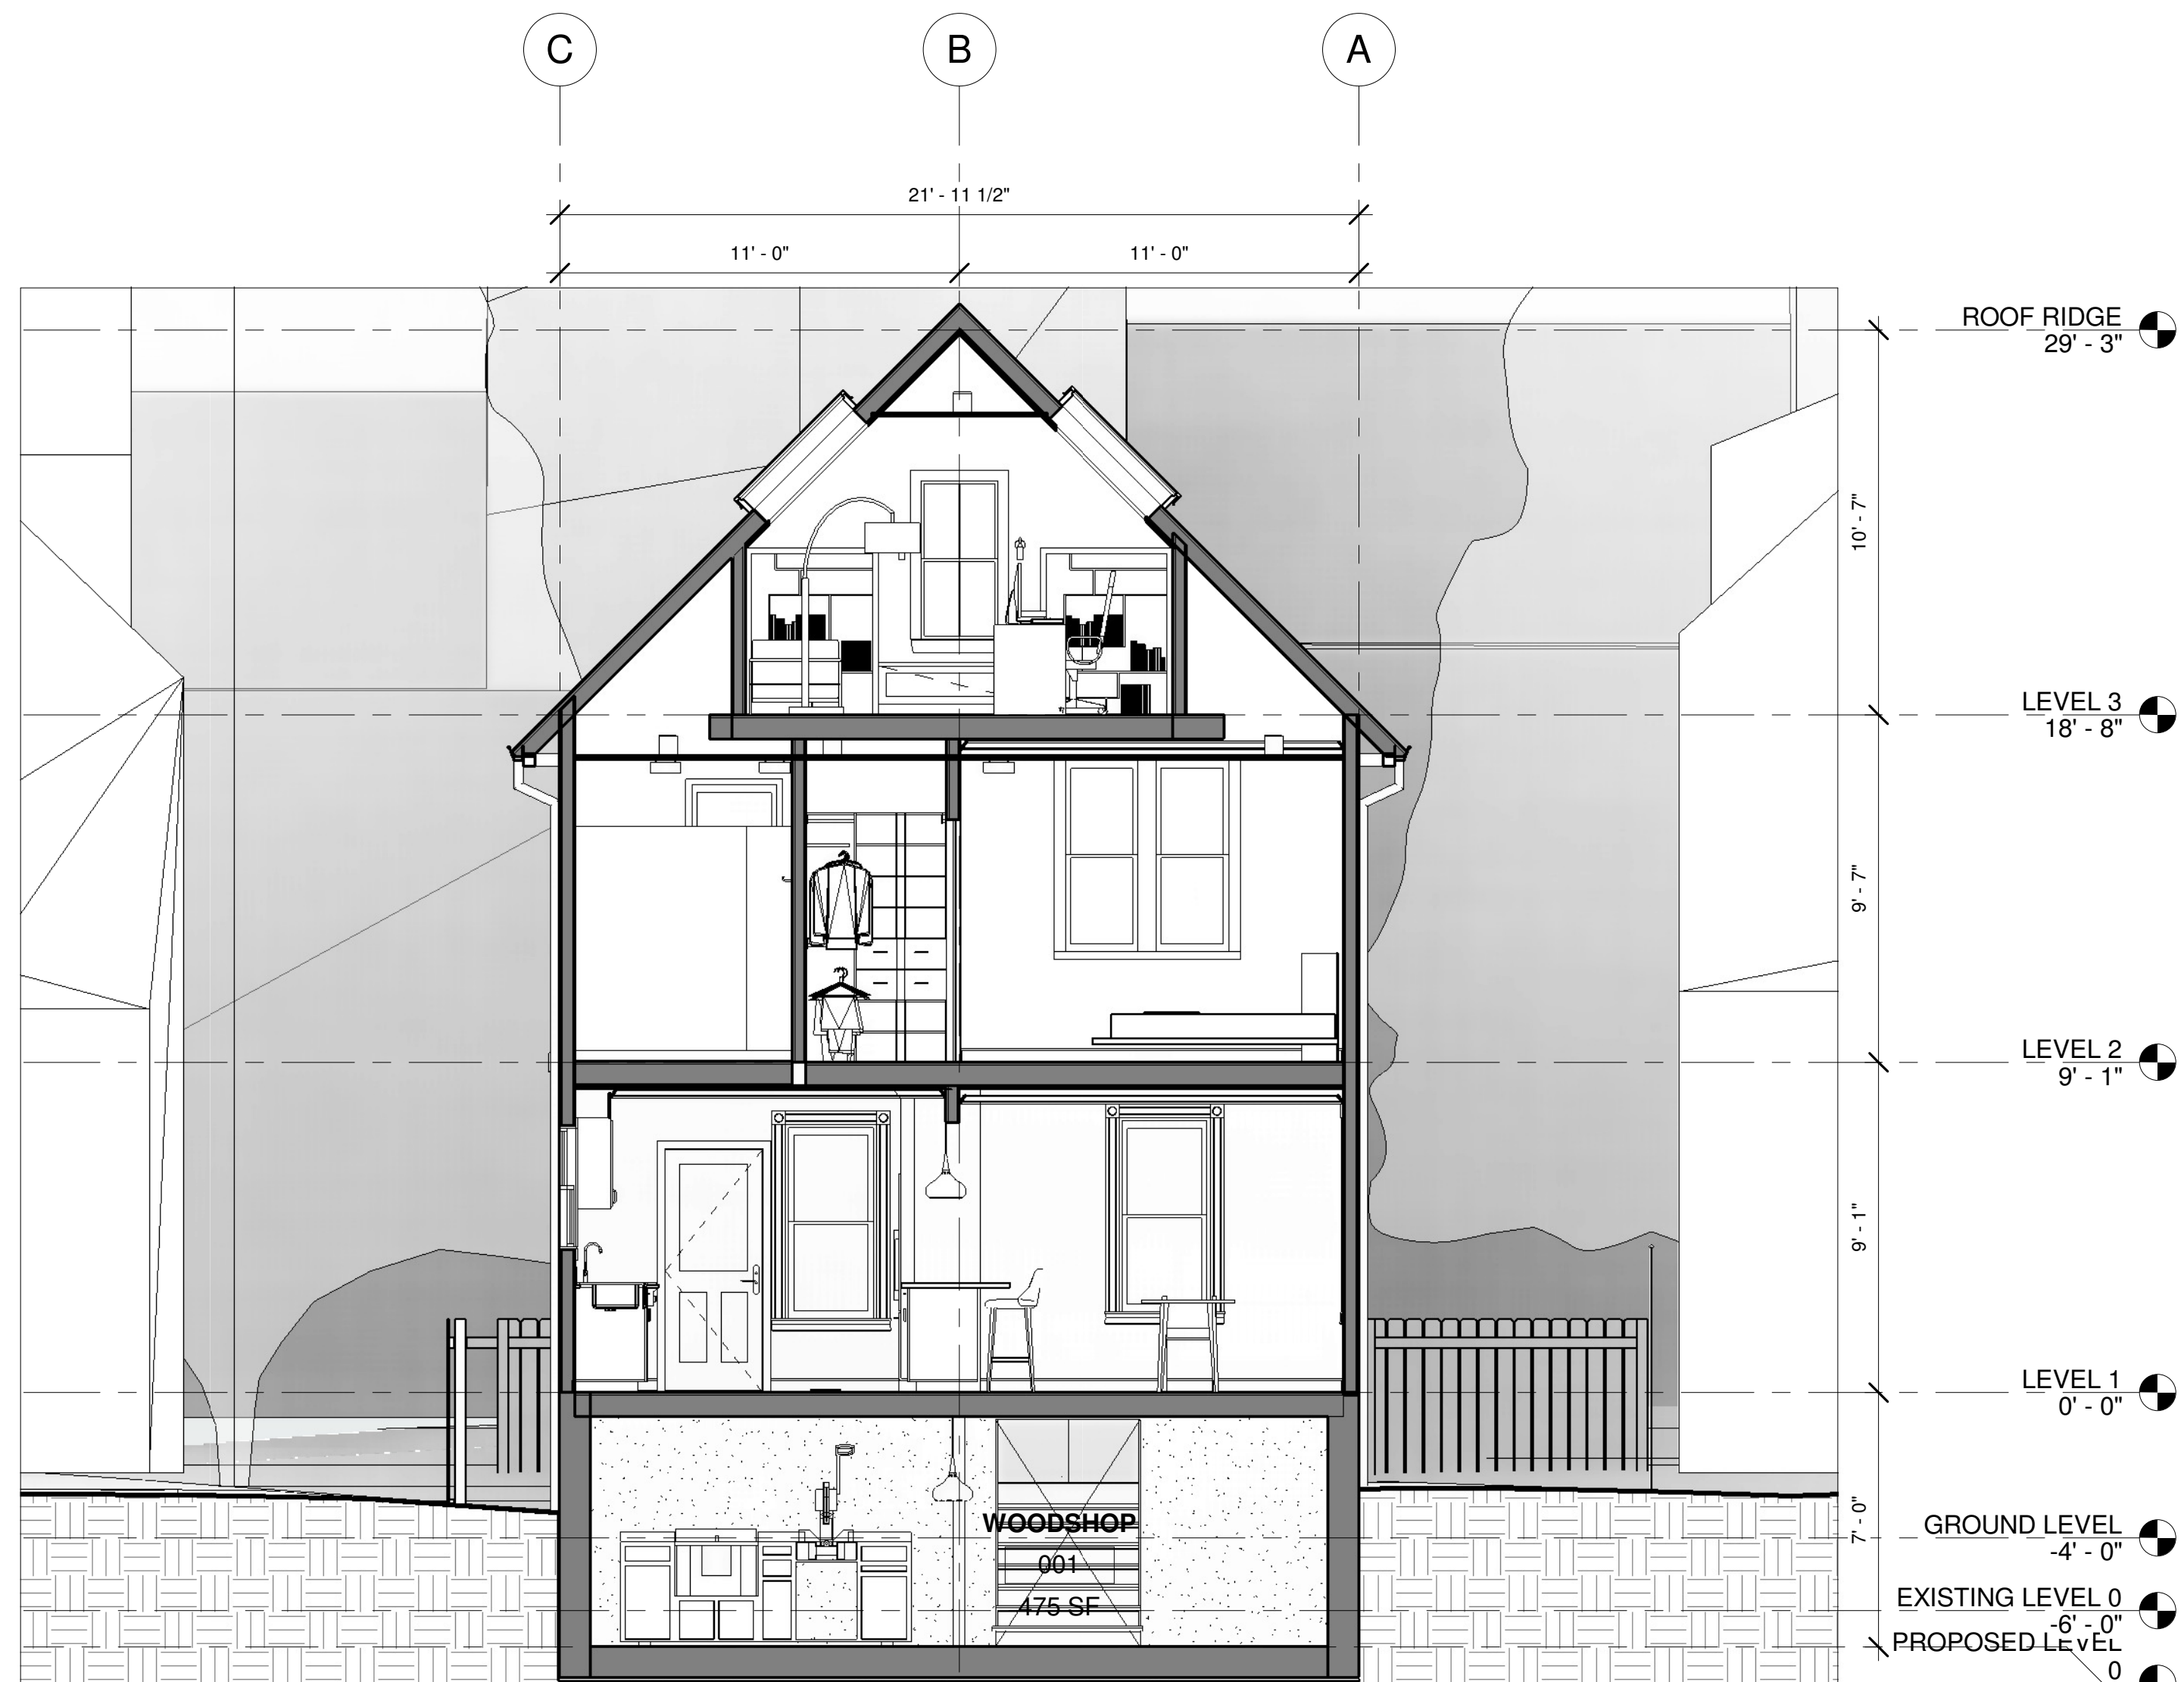 C
B
A
21' - 11 1/2"
11' - 0"
11' - 0"
ROOF RIDGE
29' - 3"
10' - 7"
LEVEL 3
18' - 8"
9' - 7"
LEVEL 2
9' - 1"
9' - 1"
LEVEL 1
0' - 0"
7' - 0"
WOODSHOP
001
475 SF
GROUND LEVEL
-4' - 0"
EXISTING LEVEL 0
-6' - 0"
PROPOSED LEVEL
0